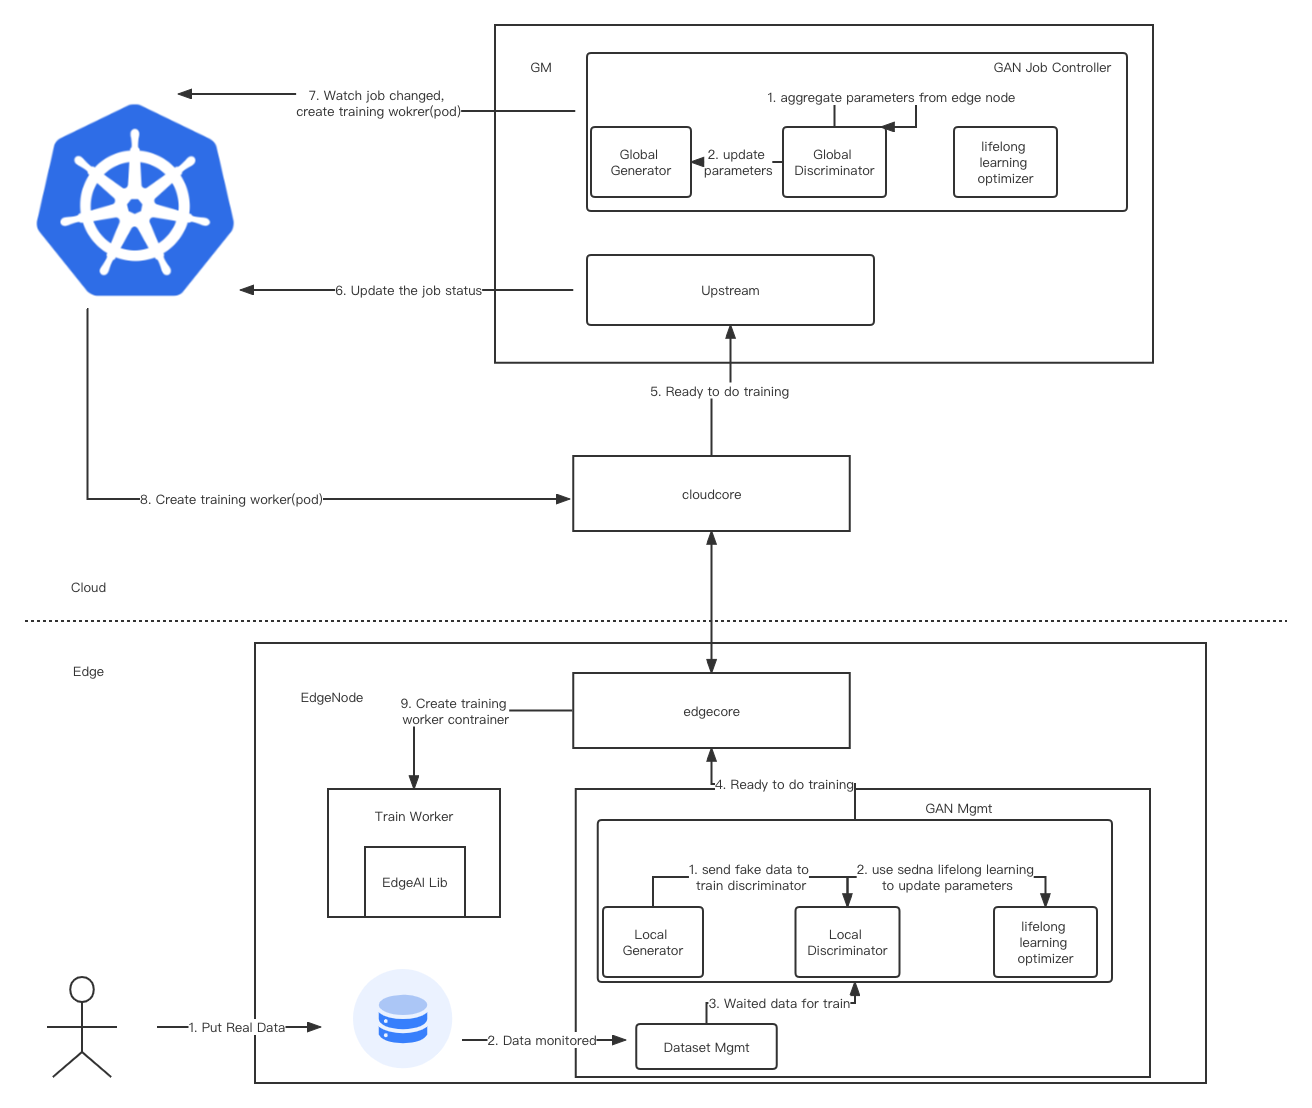 GM
GAN Job Controller
7. Watch job changed,
create training wokrer(pod)
1. aggregate parameters from edge node
Global
Generator
2. update
parameters
Global
Discriminator
lifelong
learning
optimizer
6. Update the job status
Upstream
5. Ready to do training
8. Create training worker(pod)
cloudcore
Cloud
Edge
EdgeNode
9. Create training
worker contrainer
edgecore
4. Ready to do training
GAN Mgmt
Train Worker
EdgeAI Lib
1. send fake data to
train discriminator
2. use sedna lifelong learning
to update parameters
Local
Generator
Local
Discriminator
lifelong
learning
optimizer
3. Waited data for train
1. Put Real Data
2. Data monitored
Dataset Mgmt